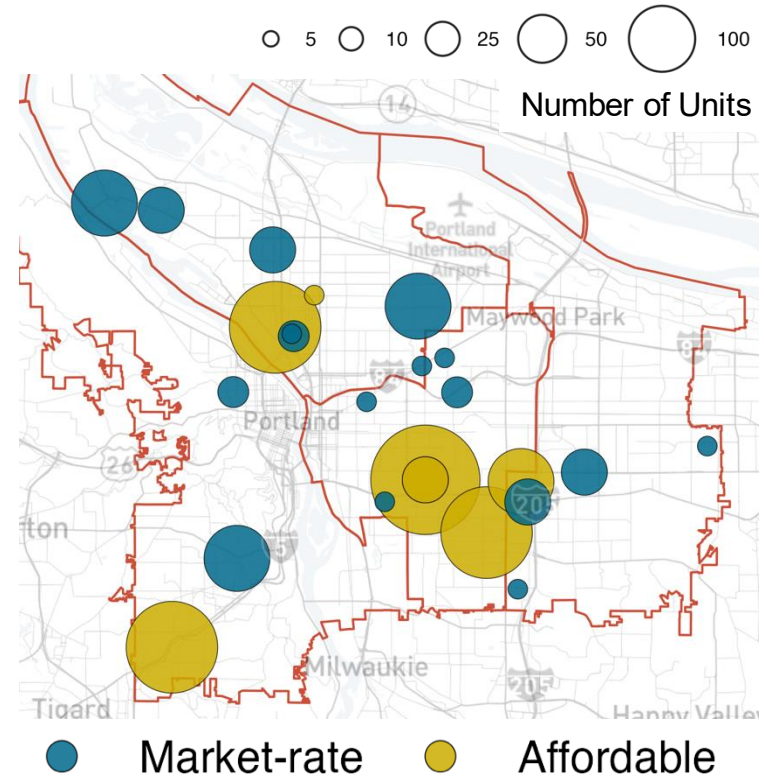 5 10 25 50 100
Number of Units
14
Portland
International
Airport
Maywood Park
84
Portland
26
205
ton
5
Milwaukie
205
Tigard
Happy Valley
Market-rate Affordable